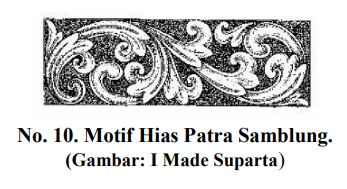 No. 10. Motif Hias Patra Samblung.
(Gambar: I Made Suparta)